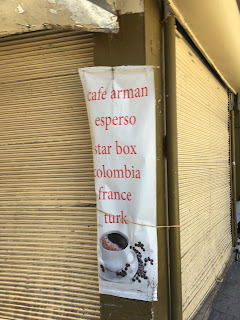 café arman
esperso
star box
colombia
france
turk